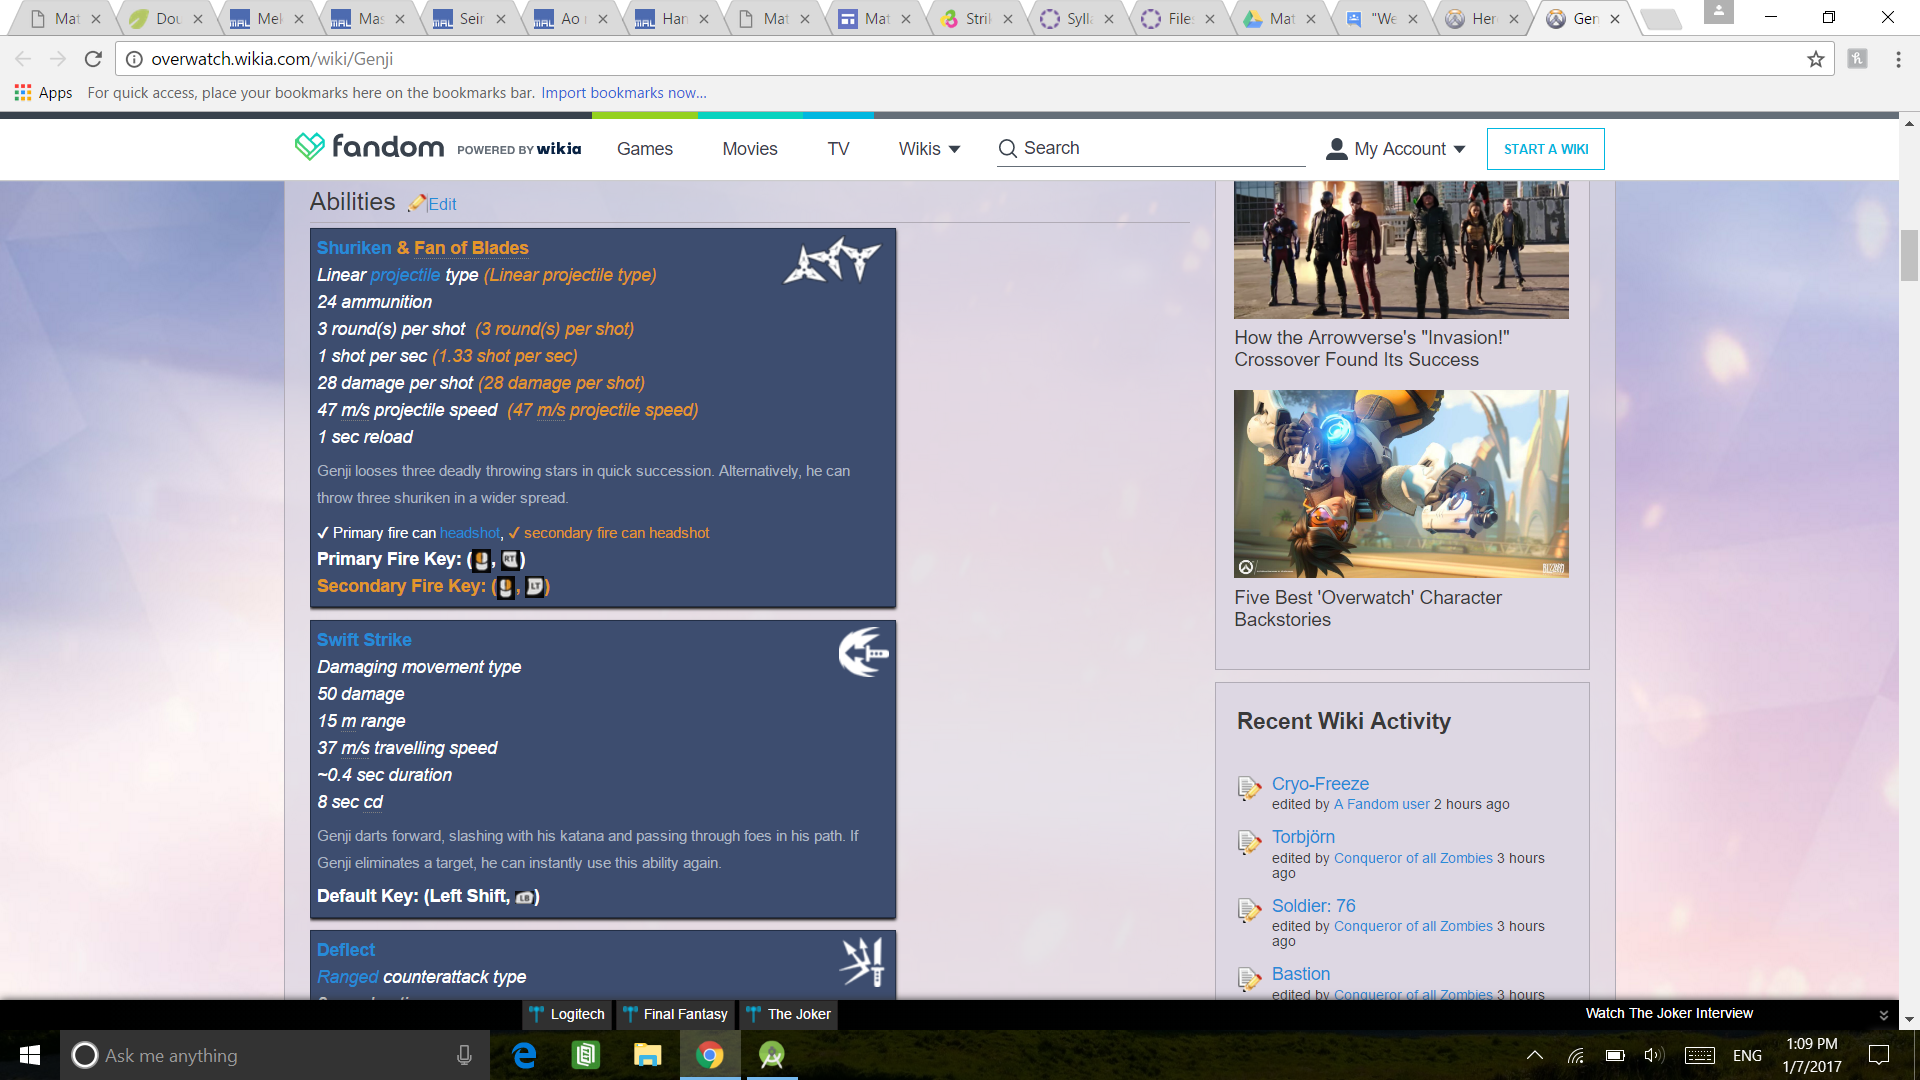 Mat
Dou
MAL Mek
MAL Mas
MAL Sein
MAL Ao
MAL Han
Mat
Mat
Strik
Sylla
Files
Mat
"We
Her
Gen
overwatch.wikia.com/wiki/Genji
Apps For quick access, place your bookmarks here on the bookmarks bar. Import bookmarks now...
fandom POWERED BY wikia Games Movies TV Wikis Search My Account START A WIKI
Abilities Edit
Shuriken & Fan of Blades
Linear projectile type (Linear projectile type)
24 ammunition
3 round(s) per shot (3 round(s) per shot)
1 shot per sec (1.33 shot per sec)
28 damage per shot (28 damage per shot)
47 m/s projectile speed (47 m/s projectile speed)
1 sec reload
Genji looses three deadly throwing stars in quick succession. Alternatively, he can
throw three shuriken in a wider spread.
✔ Primary fire can headshot, ✔ secondary fire can headshot
Primary Fire Key: ( , RT)
Secondary Fire Key: ( , LT)
Swift Strike
Damaging movement type
50 damage
15 m range
37 m/s travelling speed
~0.4 sec duration
8 sec cd
Genji darts forward, slashing with his katana and passing through foes in his path. If
Genji eliminates a target, he can instantly use this ability again.
Default Key: (Left Shift, LB)
Deflect
Ranged counterattack type
How the Arrowverse's "Invasion!"
Crossover Found Its Success
BLIZZARD
Five Best 'Overwatch' Character
Backstories
Recent Wiki Activity
Cryo-Freeze
edited by A Fandom user 2 hours ago
Torbjörn
edited by Conqueror of all Zombies 3 hours
ago
Soldier: 76
edited by Conqueror of all Zombies 3 hours
ago
Bastion
edited by Conqueror of all Zombies 3 hours
Logitech Final Fantasy The Joker Watch The Joker Interview
Ask me anything
ENG
1:09 PM
1/7/2017